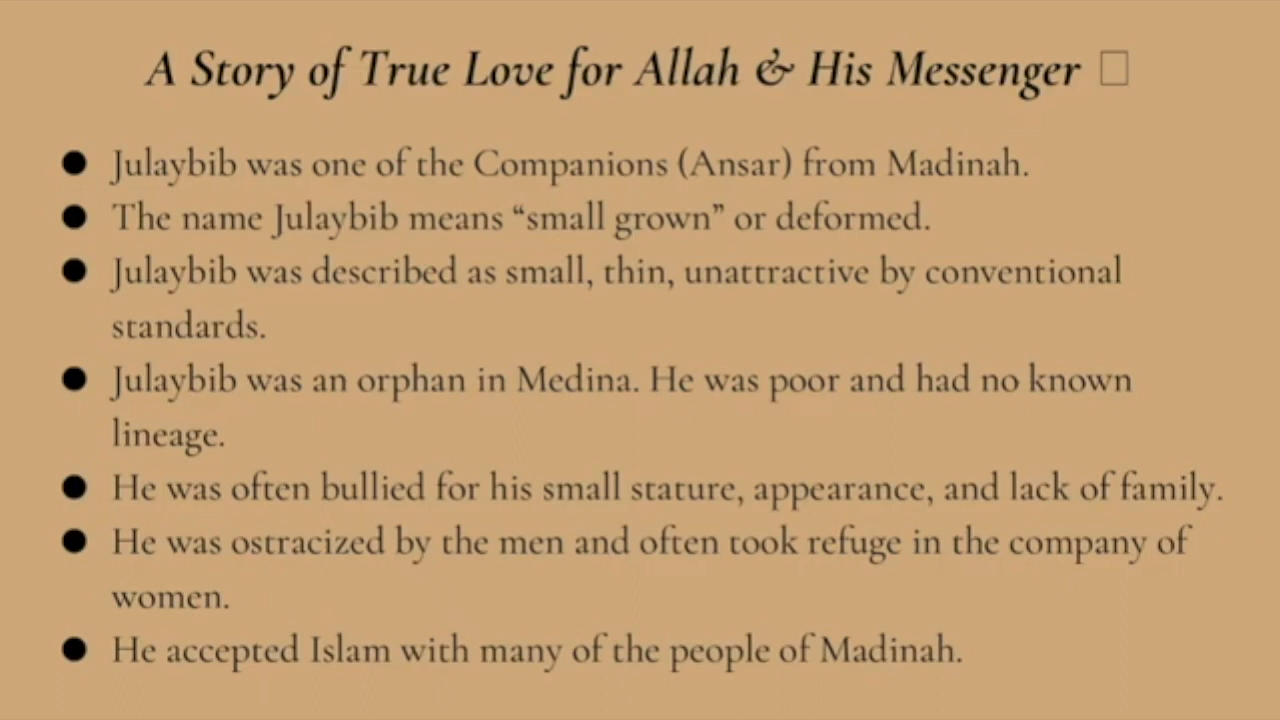 A Story of True Love for Allah & His Messenger □
● Julaybib was one of the Companions (Ansar) from Madinah.
● The name Julaybib means “small grown” or deformed.
● Julaybib was described as small, thin, unattractive by conventional
standards.
● Julaybib was an orphan in Medina. He was poor and had no known
lineage.
● He was often bullied for his small stature, appearance, and lack of family.
● He was ostracized by the men and often took refuge in the company of
women.
● He accepted Islam with many of the people of Madinah.